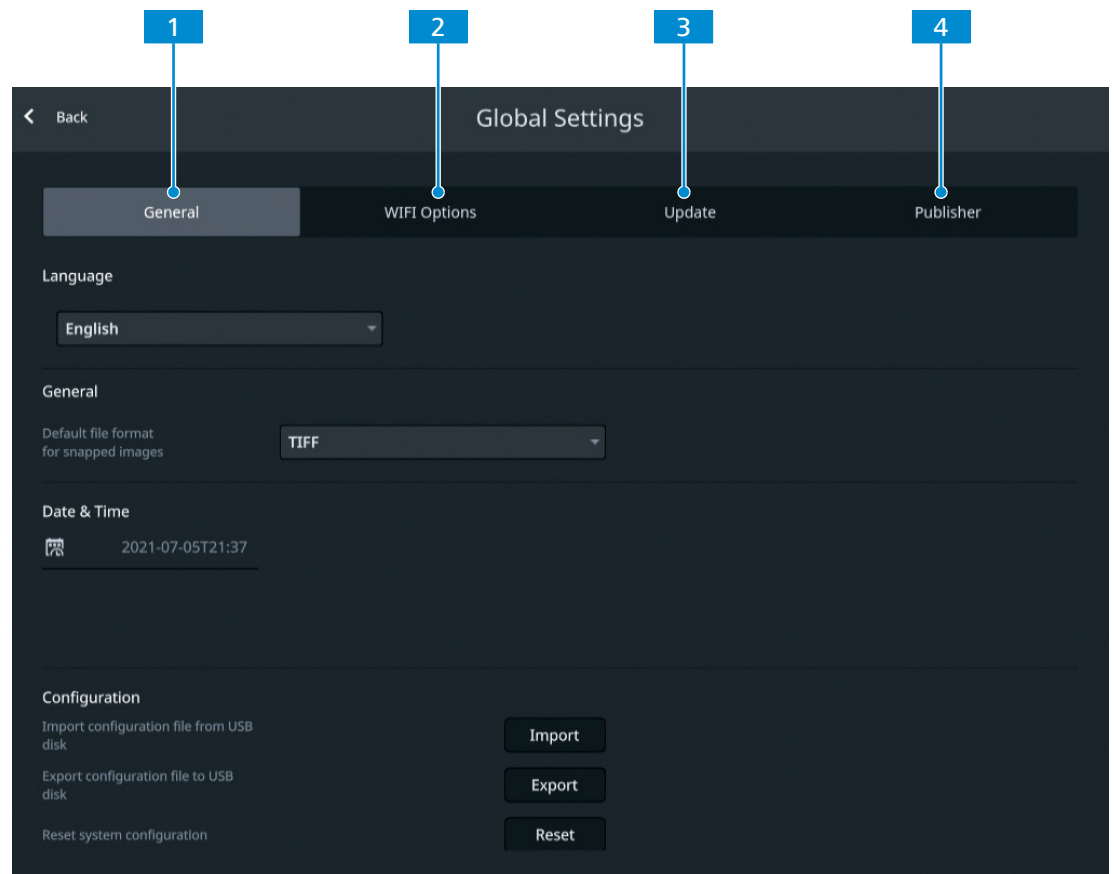 1 2 3 4
Back Global Settings
General WIFI Options Update Publisher
Language
English
General
Default file format
for snapped images
TIFF
Date & Time
2021-07-05T21:37
Configuration
Import configuration file from USB
disk
Import
Export configuration file to USB
disk
Export
Reset system configuration
Reset